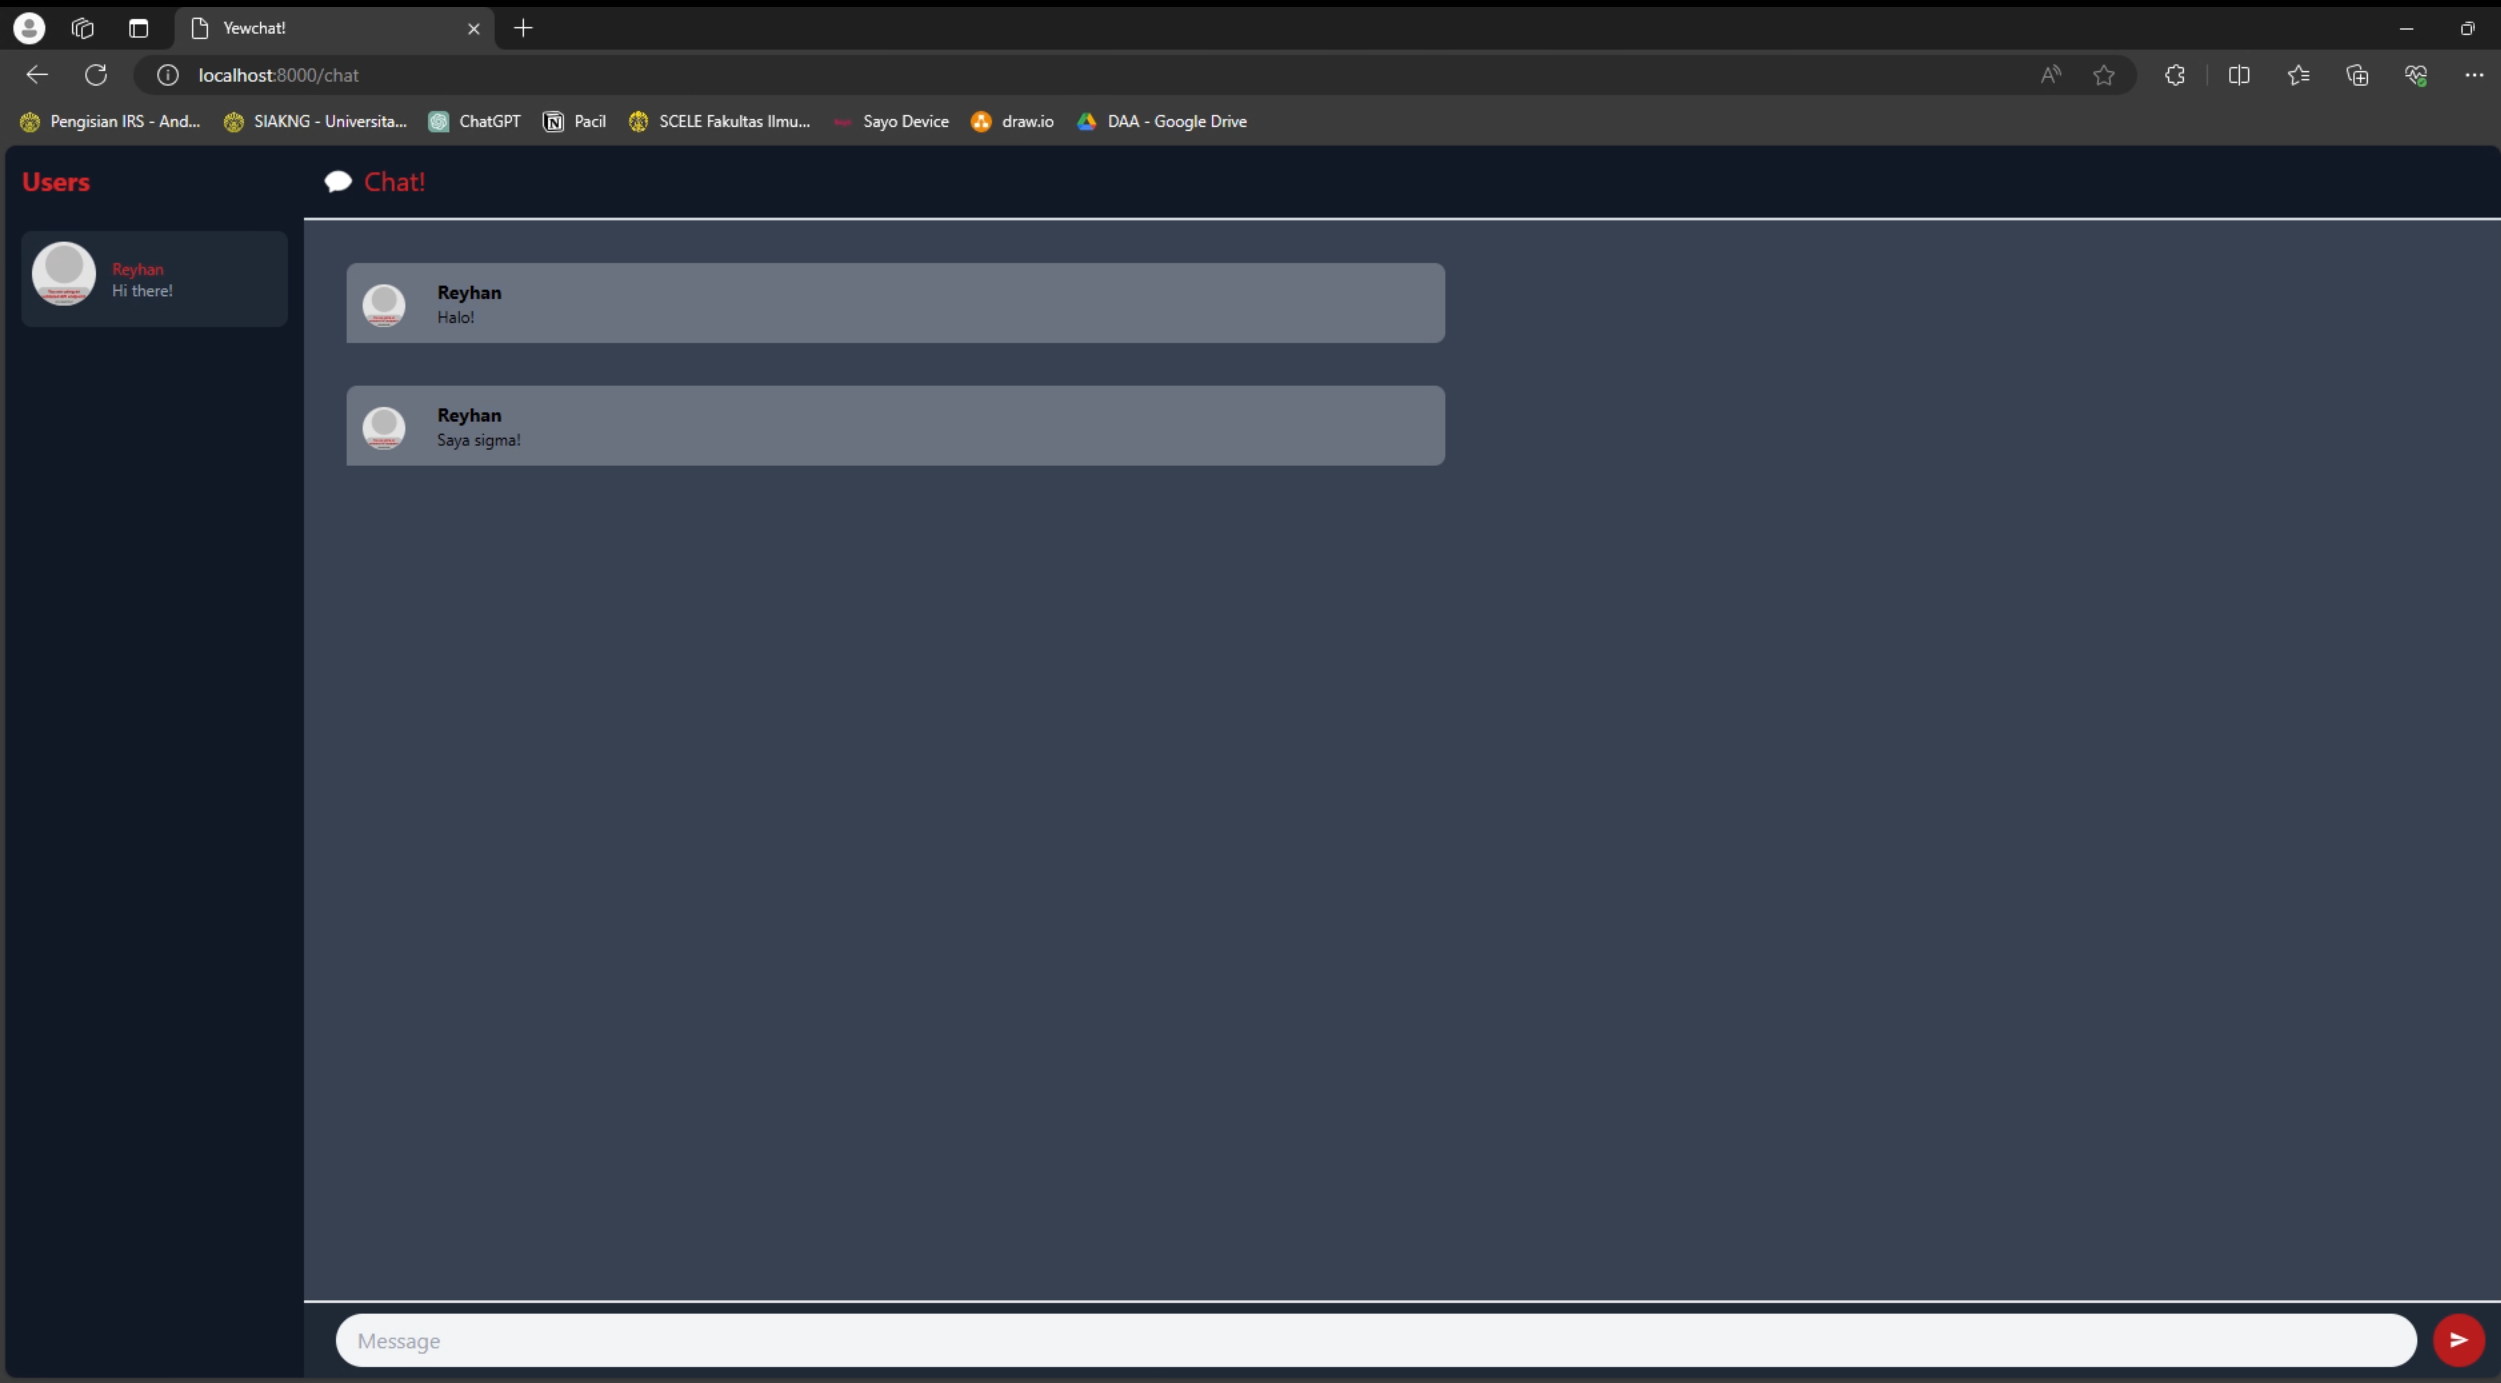 Yewchat!
localhost:8000/chat
Pengisian IRS - And... SIAKNG - Universita... ChatGPT Pacil SCELE Fakultas Ilmu... Sayo Device draw.io DAA - Google Drive
Users
Chat!
Reyhan
Hi there!
Reyhan
Halo!
Reyhan
Saya sigma!
Message